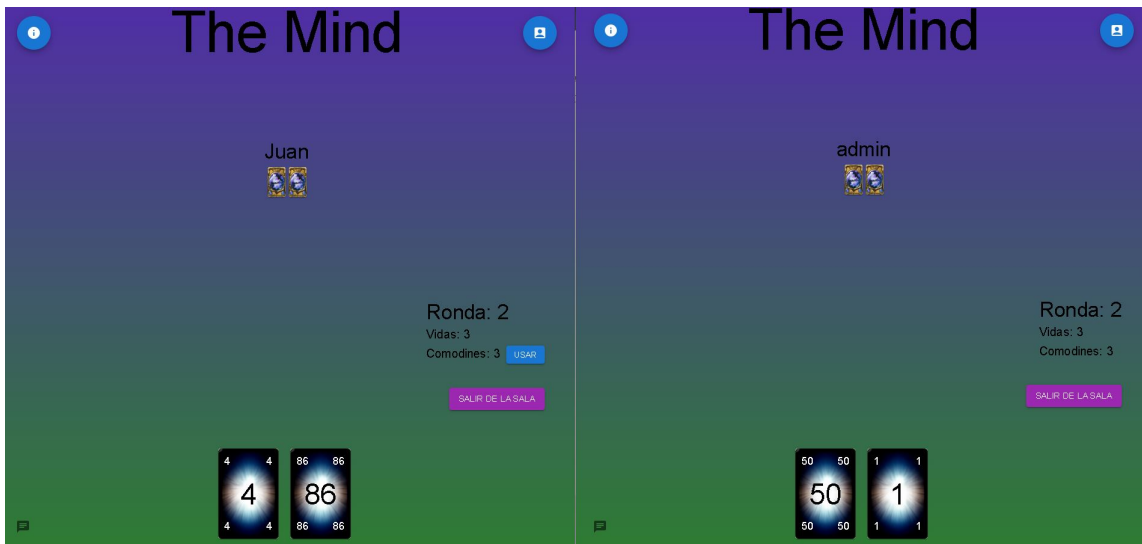 The Mind
Juan
Ronda: 2
Vidas: 3
Comodines: 3 USAR
SALIR DE LA SALA
4 4 86 86
4 86
4 4 86 86
The Mind
admin
Ronda: 2
Vidas: 3
Comodines: 3
SALIR DE LA SALA
50 50 1 1
50 1
50 50 1 1